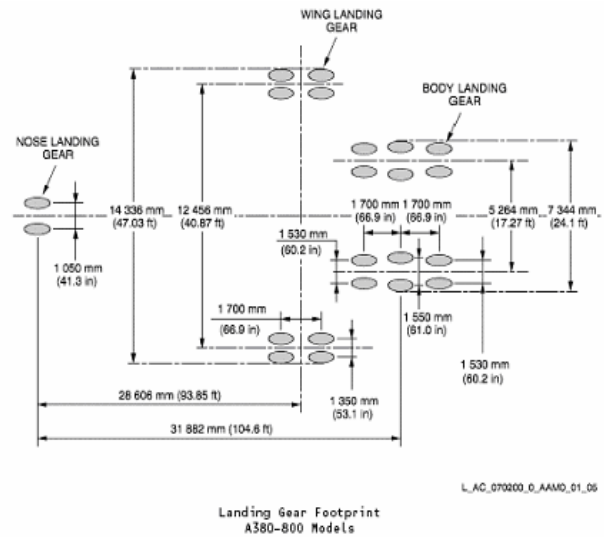 WING LANDING
GEAR
BODY LANDING
GEAR
NOSE LANDING
GEAR
14 336 mm
(47.03 ft)
12 456 mm
(40.87 ft)
1 700 mm
(66.9 in)
1 700 mm
(66.9 in)
5 264 mm
(17.27 ft)
7 344 mm
(24.1 ft)
1 530 mm
(60.2 in)
1 050 mm
(41.3 in)
1 700 mm
(66.9 in)
1 550 mm
(61.0 in)
1 530 mm
(60.2 in)
1 350 mm
(53.1 in)
28 606 mm (93.85 ft)
31 882 mm (104.6 ft)
L_AC_070200_0_AAM0_01_05
Landing Gear Footprint
A380-800 Models